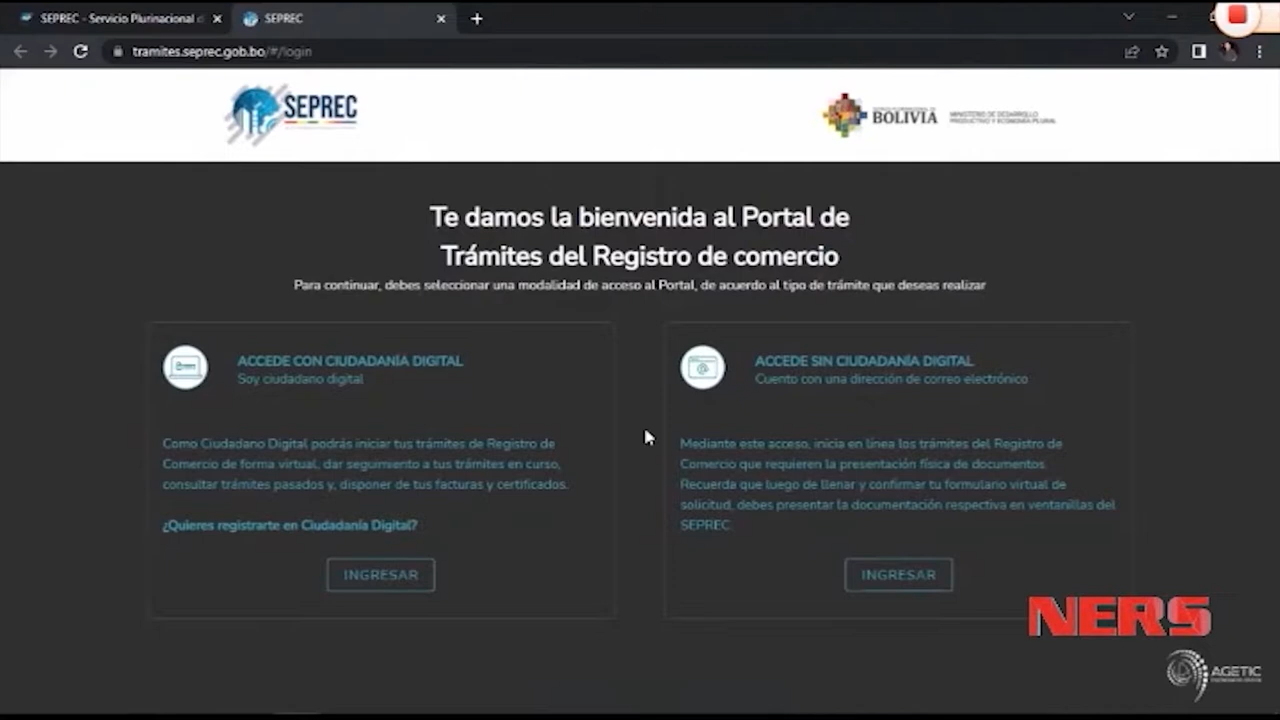 SEPREC - Servicio Plurinacional d
SEPREC
tramites.seprec.gob.bo/#/login
SEPREC
BOLIVIA
MINISTERIO DE DESARROLLO
PRODUCTIVO Y ECONOMÍA PLURAL
Te damos la bienvenida al Portal de
Trámites del Registro de comercio
Para continuar, debes seleccionar una modalidad de acceso al Portal, de acuerdo al tipo de trámite que deseas realizar
ACCEDE CON CIUDADANÍA DIGITAL
Soy ciudadano digital
Como Ciudadano Digital podrás iniciar tus trámites de Registro de
Comercio de forma virtual, dar seguimiento a tus trámites en curso,
consultar trámites pasados y, disponer de tus facturas y certificados.
¿Quieres registrarte en Ciudadanía Digital?
INGRESAR
ACCEDE SIN CIUDADANÍA DIGITAL
Cuento con una dirección de correo electrónico
Mediante este acceso, inicia en línea los trámites del Registro de
Comercio que requieren la presentación física de documentos.
Recuerda que luego de llenar y confirmar tu formulario virtual de
solicitud, debes presentar la documentación respectiva en ventanillas del
SEPREC.
INGRESAR
NERS
AGETIC